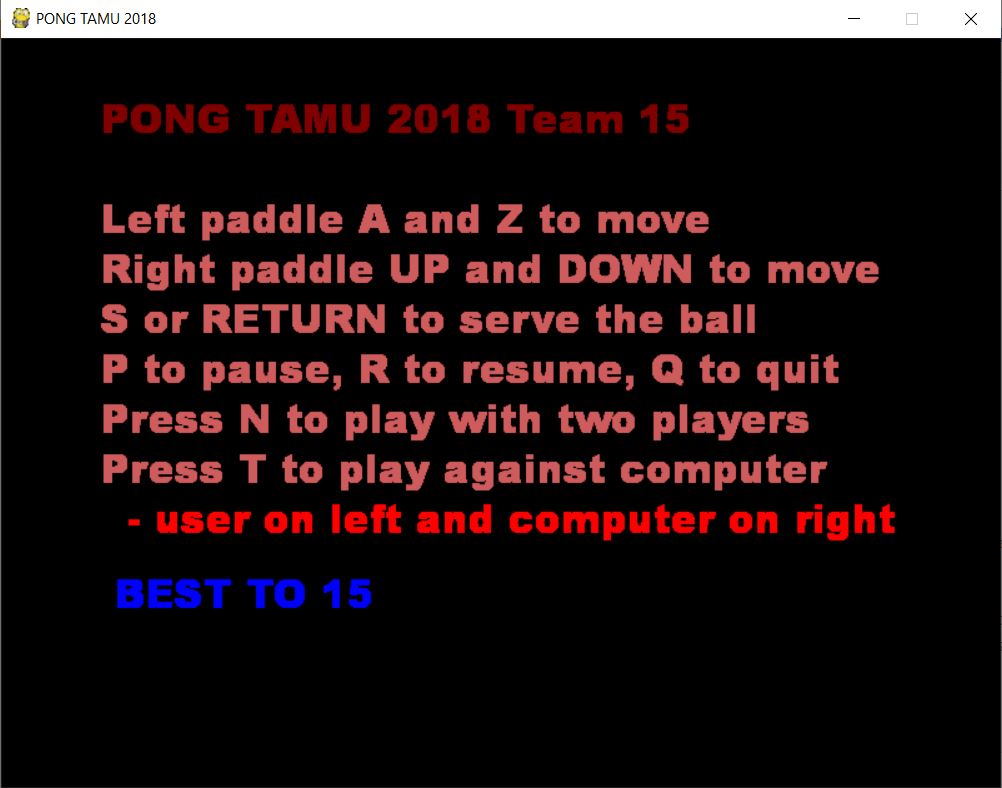 PONG TAMU 2018
PONG TAMU 2018 Team 15
Left paddle A and Z to move
Right paddle UP and DOWN to move
S or RETURN to serve the ball
P to pause, R to resume, Q to quit
Press N to play with two players
Press T to play against computer
- user on left and computer on right
BEST TO 15